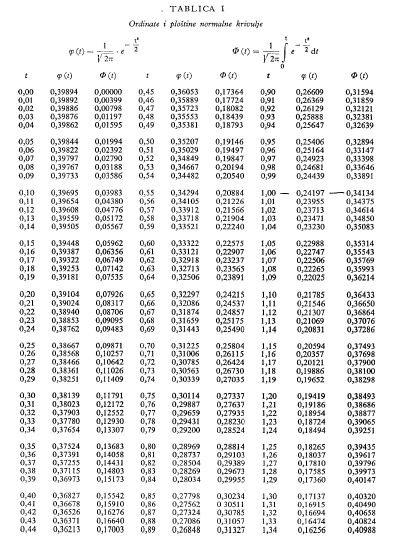 TABLICA I
Ordinate i ploštine normalne krivulje
φ (t) = 1/√2π · e^(−t²/2) Φ (t) = 1/√2π ∫₀ᵗ e^(−t²/2) dt
t φ (t) Φ (t) t φ (t) Φ (t) t φ (t) Φ (t)
0,00 0,39894 0,00000 0,45 0,36053 0,17364 0,90 0,26609 0,31594
0,01 0,39892 0,00399 0,46 0,35889 0,17724 0,91 0,26369 0,31859
0,02 0,39886 0,00798 0,47 0,35723 0,18082 0,92 0,26129 0,32121
0,03 0,39876 0,01197 0,48 0,35553 0,18439 0,93 0,25888 0,32381
0,04 0,39862 0,01595 0,49 0,35381 0,18793 0,94 0,25647 0,32639
0,05 0,39844 0,01994 0,50 0,35207 0,19146 0,95 0,25406 0,32894
0,06 0,39822 0,02392 0,51 0,35029 0,19497 0,96 0,25164 0,33147
0,07 0,39797 0,02790 0,52 0,34849 0,19847 0,97 0,24923 0,33398
0,08 0,39767 0,03188 0,53 0,34667 0,20194 0,98 0,24681 0,33646
0,09 0,39733 0,03586 0,54 0,34482 0,20540 0,99 0,24439 0,33891
0,10 0,39695 0,03983 0,55 0,34294 0,20884 1,00 — 0,24197 — 0,34134
0,11 0,39654 0,04380 0,56 0,34105 0,21226 1,01 0,23955 0,34375
0,12 0,39608 0,04776 0,57 0,33912 0,21566 1,02 0,23713 0,34614
0,13 0,39559 0,05172 0,58 0,33718 0,21904 1,03 0,23471 0,34850
0,14 0,39505 0,05567 0,59 0,33521 0,22240 1,04 0,23230 0,35083
0,15 0,39448 0,05962 0,60 0,33322 0,22575 1,05 0,22988 0,35314
0,16 0,39387 0,06356 0,61 0,33121 0,22907 1,06 0,22747 0,35543
0,17 0,39322 0,06749 0,62 0,32918 0,23237 1,07 0,22506 0,35769
0,18 0,39253 0,07142 0,63 0,32713 0,23565 1,08 0,22265 0,35993
0,19 0,39181 0,07535 0,64 0,32506 0,23891 1,09 0,22025 0,36214
0,20 0,39104 0,07926 0,65 0,32297 0,24215 1,10 0,21785 0,36433
0,21 0,39024 0,08317 0,66 0,32086 0,24537 1,11 0,21546 0,36650
0,22 0,38940 0,08706 0,67 0,31874 0,24857 1,12 0,21307 0,36864
0,23 0,38853 0,09095 0,68 0,31659 0,25175 1,13 0,21069 0,37076
0,24 0,38762 0,09483 0,69 0,31443 0,25490 1,14 0,20831 0,37286
0,25 0,38667 0,09871 0,70 0,31225 0,25804 1,15 0,20594 0,37493
0,26 0,38568 0,10257 0,71 0,31006 0,26115 1,16 0,20357 0,37698
0,27 0,38466 0,10642 0,72 0,30785 0,26424 1,17 0,20121 0,37900
0,28 0,38361 0,11026 0,73 0,30563 0,26730 1,18 0,19886 0,38100
0,29 0,38251 0,11409 0,74 0,30339 0,27035 1,19 0,19652 0,38298
0,30 0,38139 0,11791 0,75 0,30114 0,27337 1,20 0,19419 0,38493
0,31 0,38023 0,12172 0,76 0,29887 0,27637 1,21 0,19186 0,38686
0,32 0,37903 0,12552 0,77 0,29659 0,27935 1,22 0,18954 0,38877
0,33 0,37780 0,12930 0,78 0,29431 0,28230 1,23 0,18724 0,39065
0,34 0,37654 0,13307 0,79 0,29200 0,28524 1,24 0,18494 0,39251
0,35 0,37524 0,13683 0,80 0,28969 0,28814 1,25 0,18265 0,39435
0,36 0,37391 0,14058 0,81 0,28737 0,29103 1,26 0,18037 0,39617
0,37 0,37255 0,14431 0,82 0,28504 0,29389 1,27 0,17810 0,39796
0,38 0,37115 0,14803 0,83 0,28269 0,29673 1,28 0,17585 0,39973
0,39 0,36973 0,15173 0,84 0,28034 0,29955 1,29 0,17360 0,40147
0,40 0,36827 0,15542 0,85 0,27798 0,30234 1,30 0,17137 0,40320
0,41 0,36678 0,15910 0,86 0,27562 0 30511 1,31 0,16915 0,40490
0,42 0,36526 0,16276 0,87 0,27324 0,30785 1,32 0,16694 0,40658
0,43 0,36371 0,16640 0,88 0,27086 0,31057 1,33 0,16474 0,40824
0,44 0,36213 0,17003 0,89 0,26848 0,31327 1,34 0,16256 0,40988